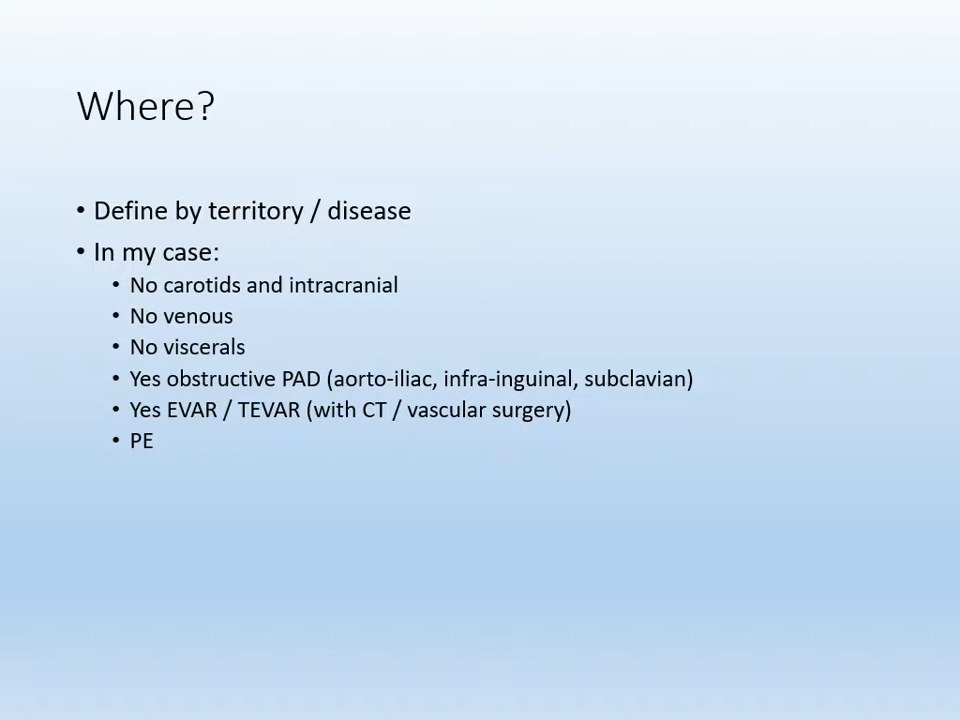 Where?
• Define by territory / disease
• In my case:
• No carotids and intracranial
• No venous
• No viscerals
• Yes obstructive PAD (aorto-iliac, infra-inguinal, subclavian)
• Yes EVAR / TEVAR (with CT / vascular surgery)
• PE